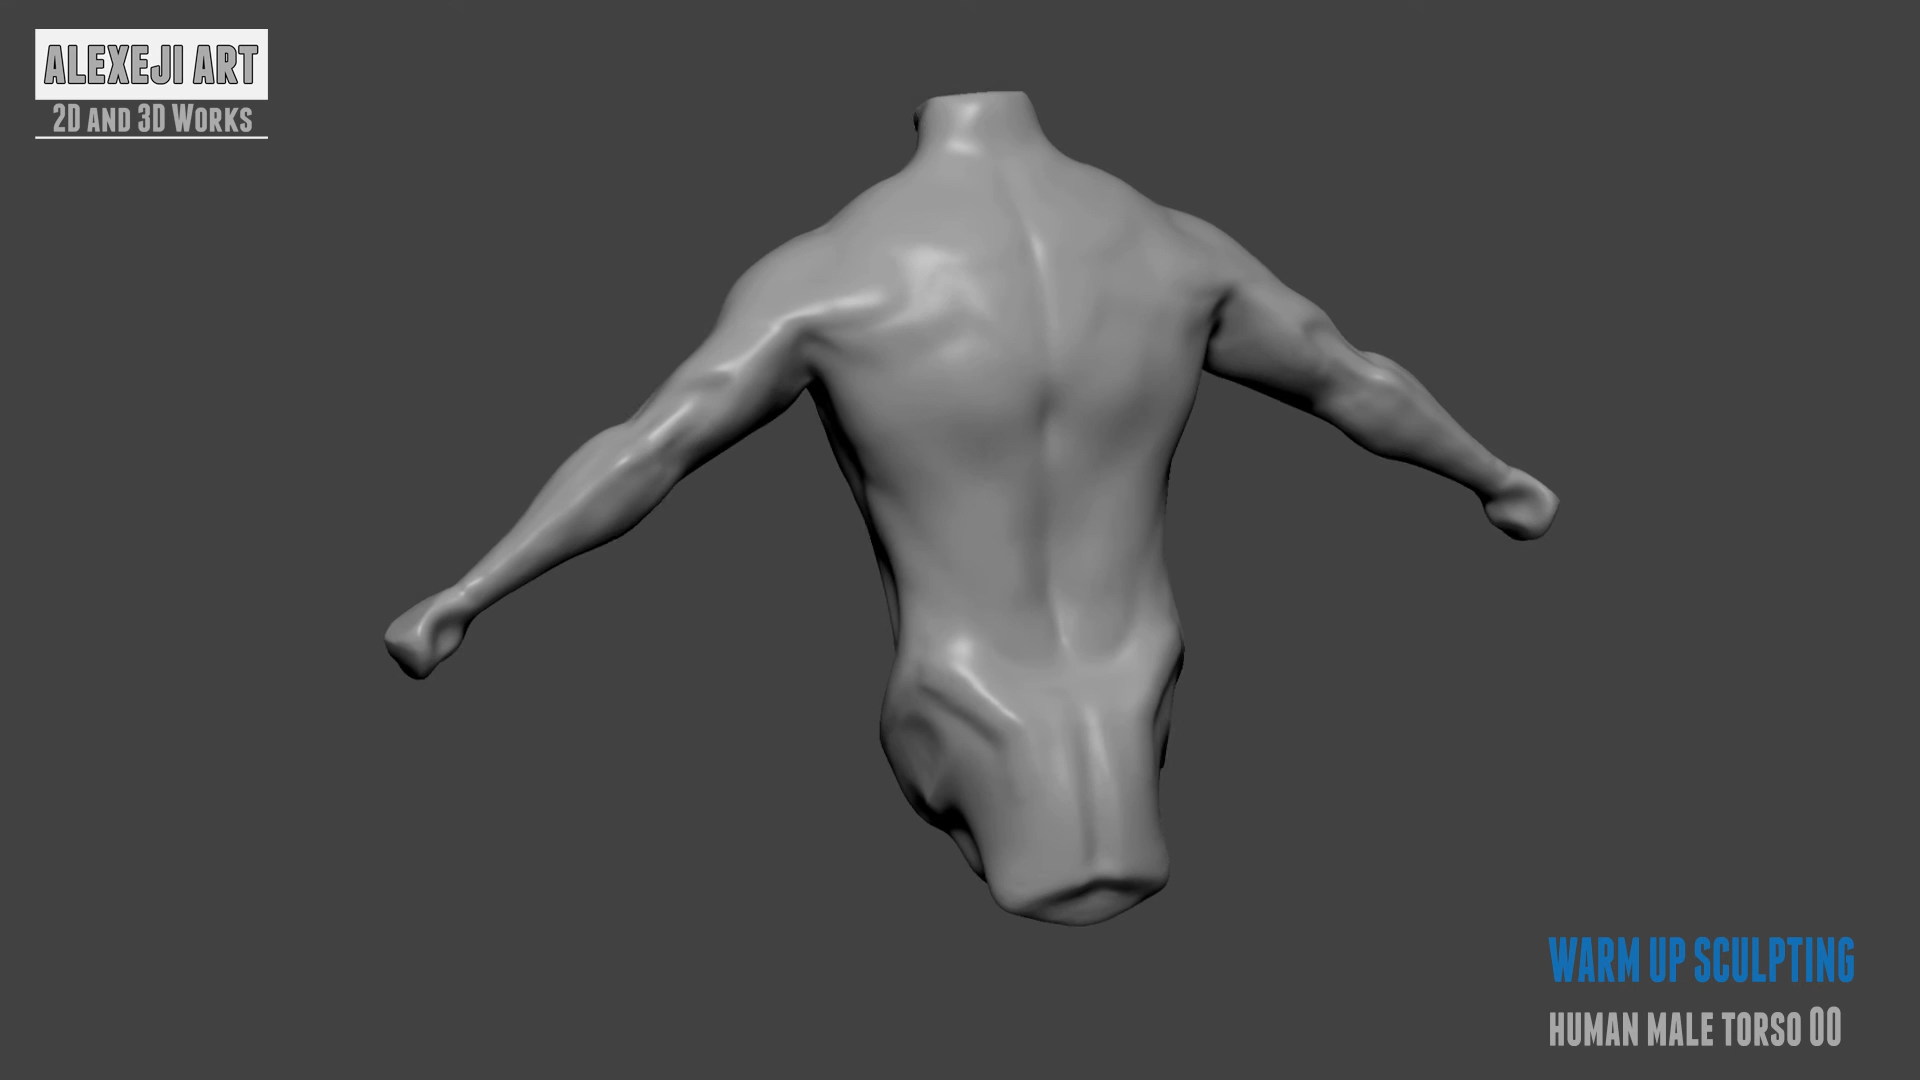 ALEXEJI ART
2D AND 3D WORKS
WARM UP SCULPTING
HUMAN MALE TORSO 00